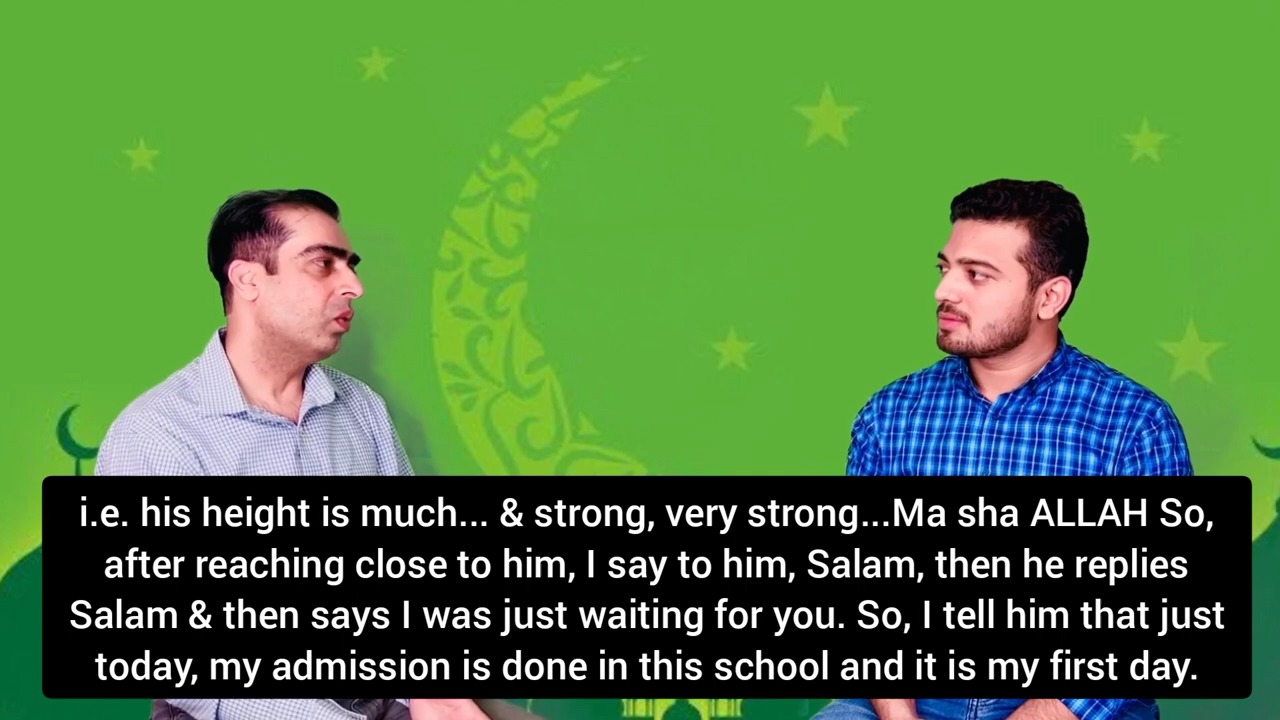 i.e. his height is much... & strong, very strong...Ma sha ALLAH So,
after reaching close to him, I say to him, Salam, then he replies
Salam & then says I was just waiting for you. So, I tell him that just
today, my admission is done in this school and it is my first day.